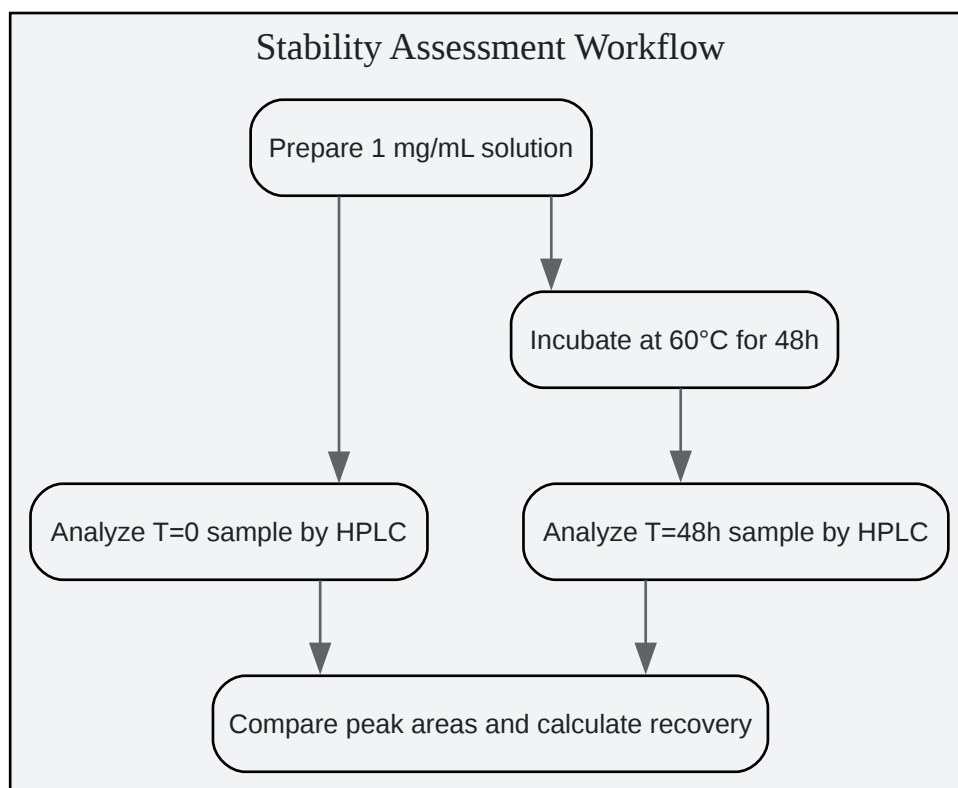 Stability Assessment Workflow
Prepare 1 mg/mL solution
Incubate at 60°C for 48h
Analyze T=0 sample by HPLC
Analyze T=48h sample by HPLC
Compare peak areas and calculate recovery